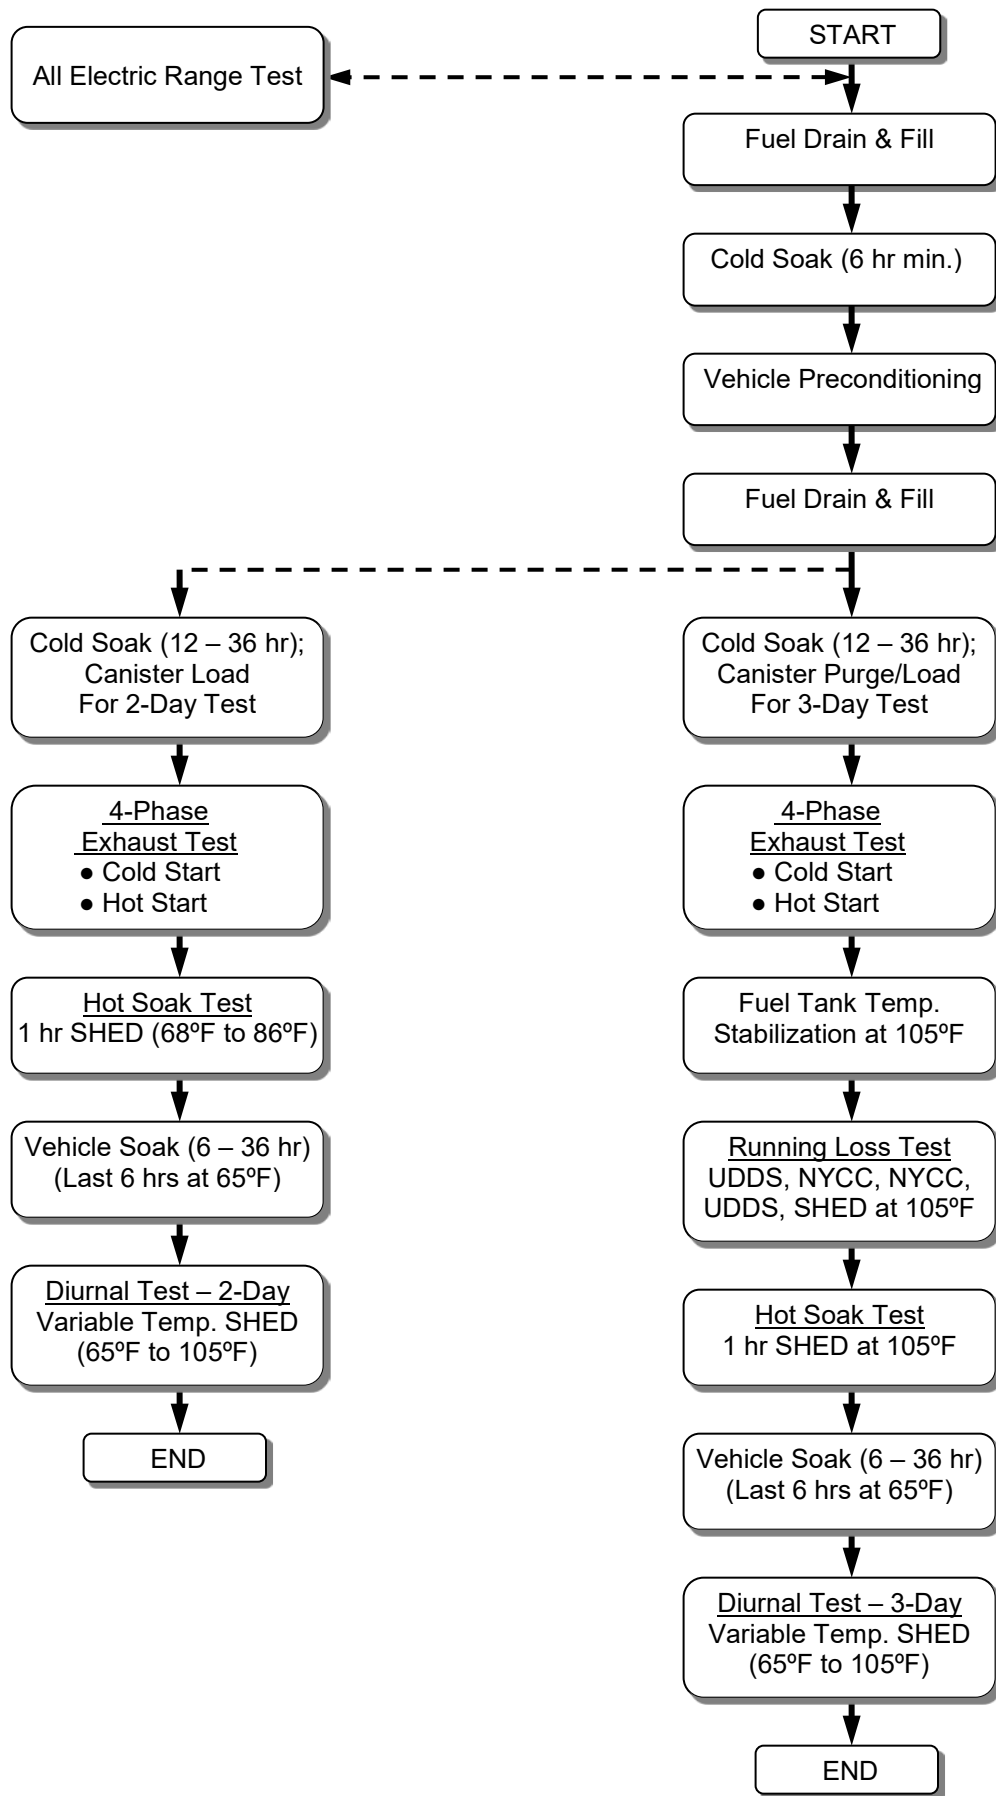 START
All Electric Range Test
Fuel Drain & Fill
Cold Soak (6 hr min.)
Vehicle Preconditioning
Fuel Drain & Fill
Cold Soak (12 – 36 hr);
Canister Load
For 2-Day Test
4-Phase
Exhaust Test
● Cold Start
● Hot Start
Hot Soak Test
1 hr SHED (68ºF to 86ºF)
Vehicle Soak (6 – 36 hr)
(Last 6 hrs at 65ºF)
Diurnal Test – 2-Day
Variable Temp. SHED
(65ºF to 105ºF)
END
Cold Soak (12 – 36 hr);
Canister Purge/Load
For 3-Day Test
4-Phase
Exhaust Test
● Cold Start
● Hot Start
Fuel Tank Temp.
Stabilization at 105ºF
Running Loss Test
UDDS, NYCC, NYCC,
UDDS, SHED at 105ºF
Hot Soak Test
1 hr SHED at 105ºF
Vehicle Soak (6 – 36 hr)
(Last 6 hrs at 65ºF)
Diurnal Test – 3-Day
Variable Temp. SHED
(65ºF to 105ºF)
END